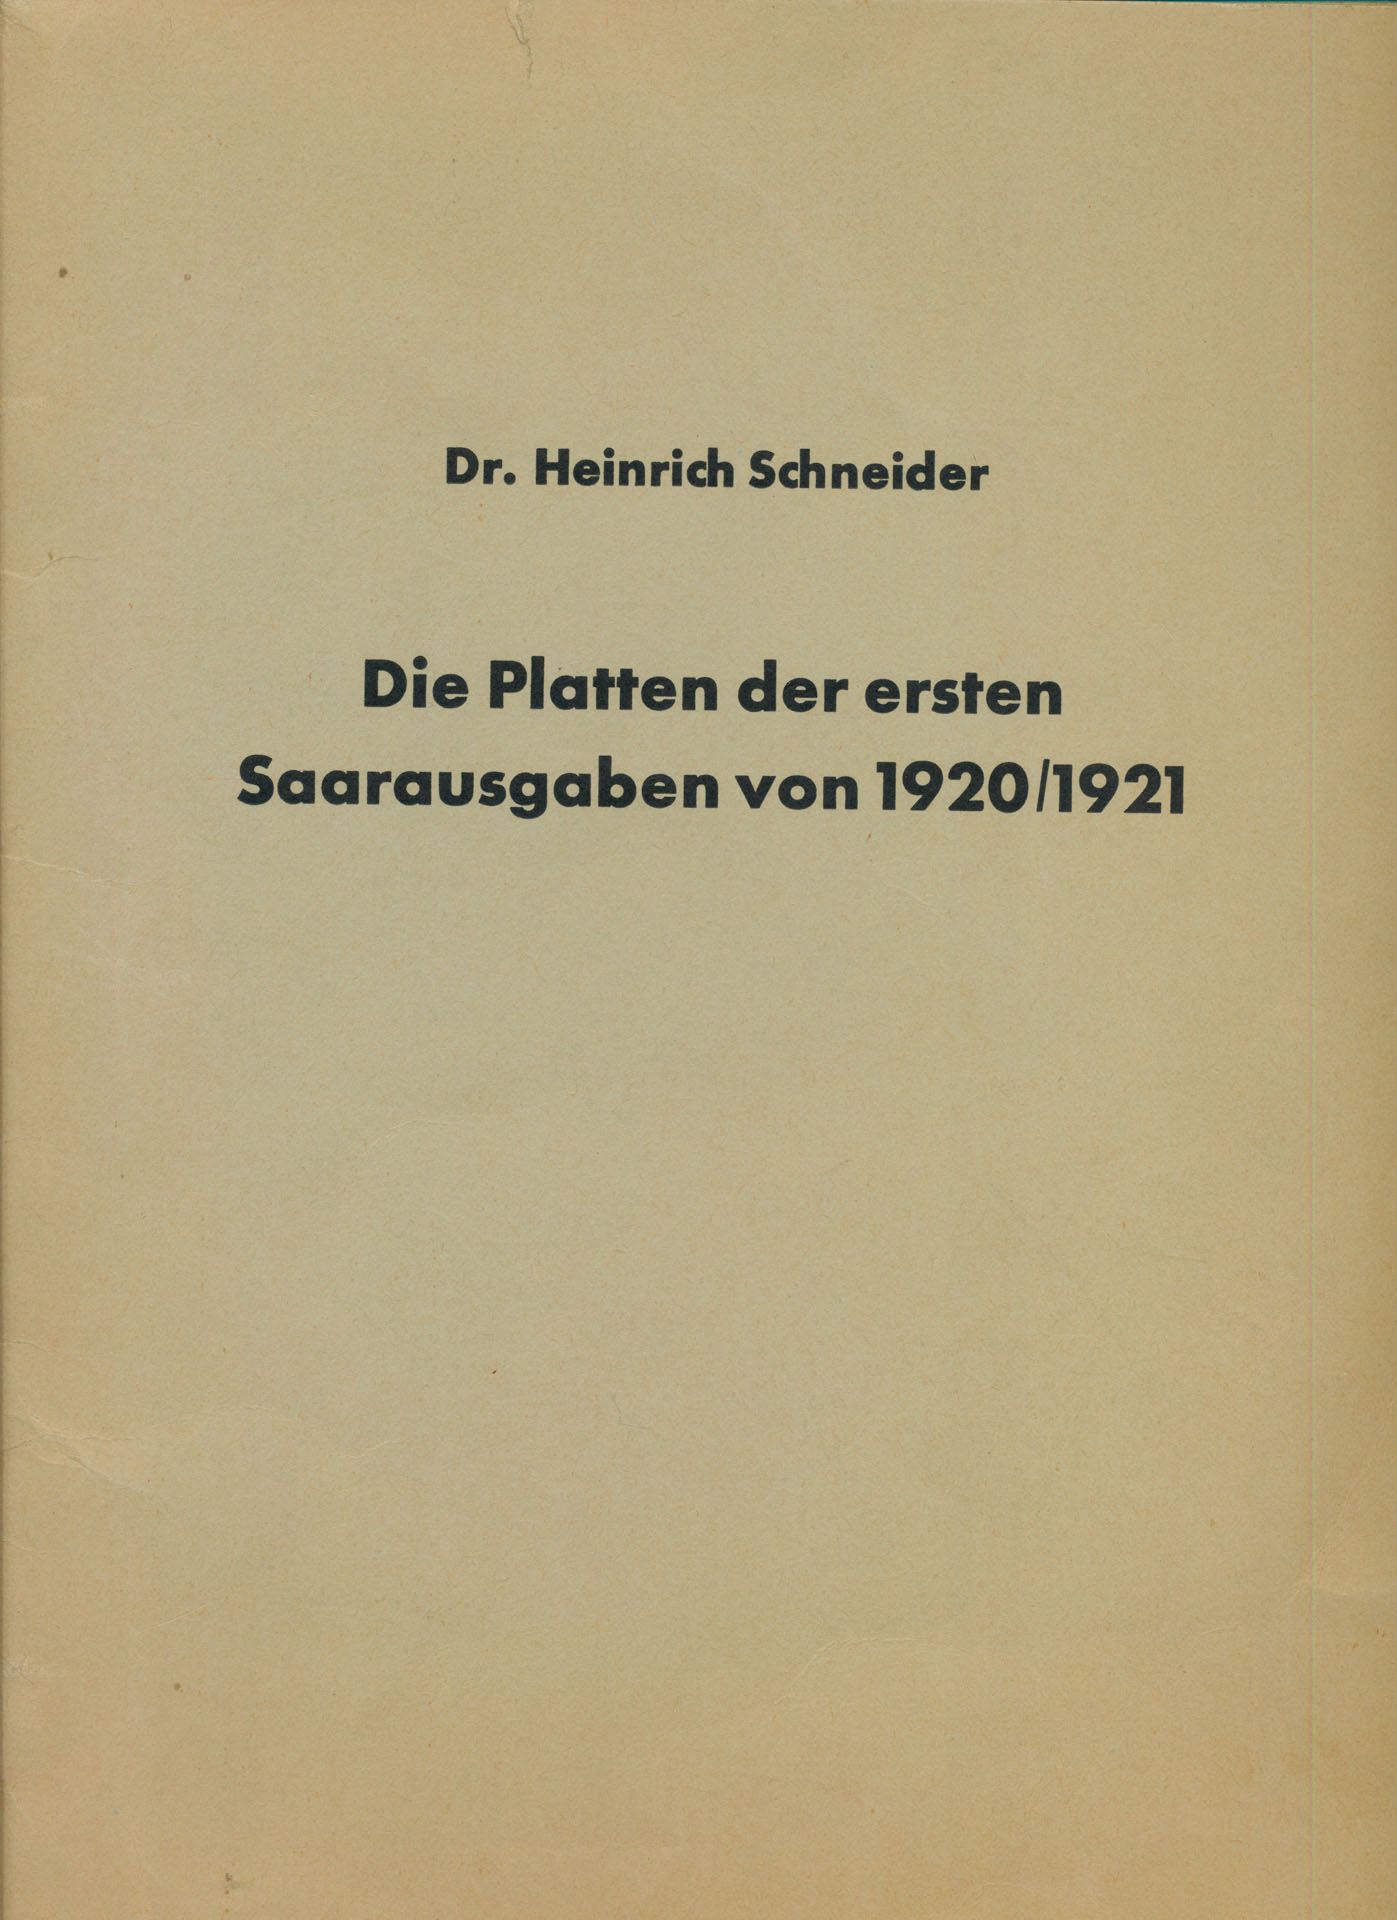 Dr. Heinrich Schneider
Die Platten der ersten
Saarausgaben von 1920/1921